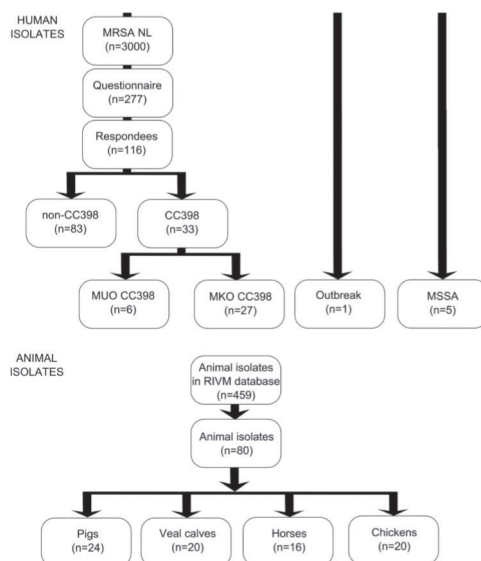 HUMAN
ISOLATES
MRSA NL
(n=3000)
Questionnaire
(n=277)
Respondees
(n=116)
non-CC398
(n=83)
CC398
(n=33)
MUO CC398
(n=6)
MKO CC398
(n=27)
Outbreak
(n=1)
MSSA
(n=5)
ANIMAL
ISOLATES
Animal isolates
in RIVM database
(n=459)
Animal isolates
(n=80)
Pigs
(n=24)
Veal calves
(n=20)
Horses
(n=16)
Chickens
(n=20)